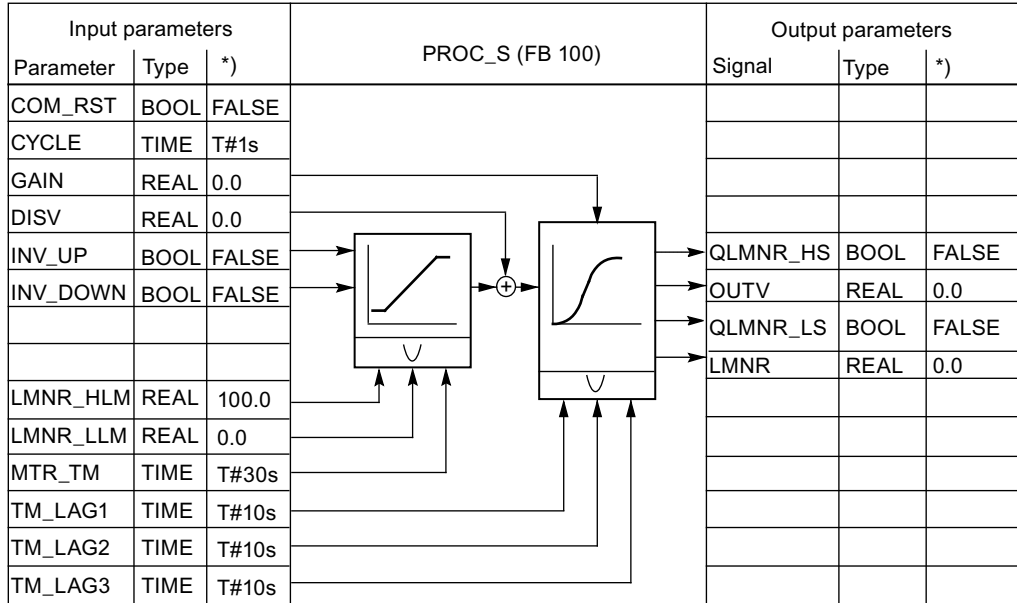 Input parameters
PROC_S (FB 100)
Output parameters
Parameter Type *)
Signal Type *)
COM_RST BOOL FALSE
CYCLE TIME T#1s
GAIN REAL 0.0
DISV REAL 0.0
INV_UP BOOL FALSE
QLMNR_HS BOOL FALSE
INV_DOWN BOOL FALSE
OUTV REAL 0.0
QLMNR_LS BOOL FALSE
LMNR REAL 0.0
LMNR_HLM REAL 100.0
LMNR_LLM REAL 0.0
MTR_TM TIME T#30s
TM_LAG1 TIME T#10s
TM_LAG2 TIME T#10s
TM_LAG3 TIME T#10s